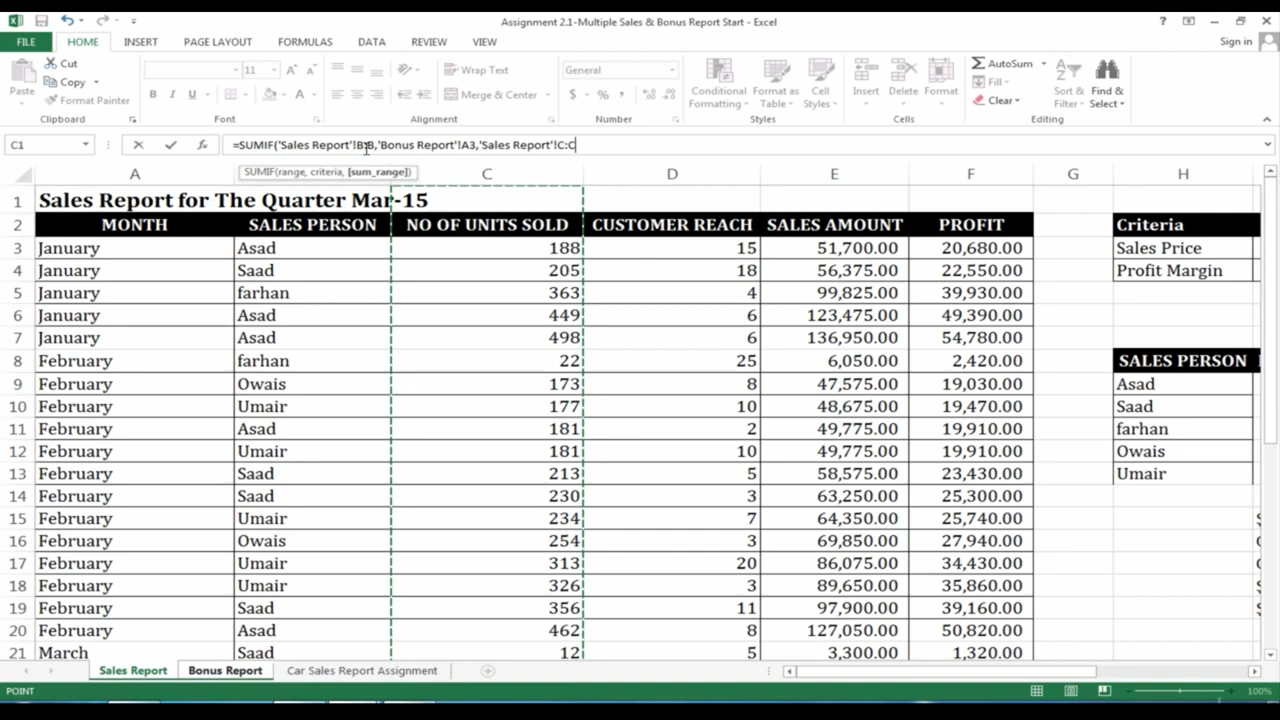 Assignment 2.1-Multiple Sales & Bonus Report Start - Excel
Sign in
FILE HOME INSERT PAGE LAYOUT FORMULAS DATA REVIEW VIEW
Paste
Cut
Copy
Format Painter
Clipboard
11
Font
Wrap Text
Merge & Center
Alignment
General
Number
Conditional Formatting
Format as Table
Cell Styles
Styles
Insert Delete Format
Cells
AutoSum
Fill
Clear
Sort & Filter
Find & Select
Editing
C1 =SUMIF('Sales Report'!B:B,'Bonus Report'!A3,'Sales Report'!C:C
SUMIF(range, criteria, [sum_range])
A B C D E F G H
1 Sales Report for The Quarter Mar-15
2 MONTH SALES PERSON NO OF UNITS SOLD CUSTOMER REACH SALES AMOUNT PROFIT Criteria
3 January Asad 188 15 51,700.00 20,680.00 Sales Price
4 January Saad 205 18 56,375.00 22,550.00 Profit Margin
5 January farhan 363 4 99,825.00 39,930.00
6 January Asad 449 6 123,475.00 49,390.00
7 January Asad 498 6 136,950.00 54,780.00
8 February farhan 22 25 6,050.00 2,420.00 SALES PERSON
9 February Owais 173 8 47,575.00 19,030.00 Asad
10 February Umair 177 10 48,675.00 19,470.00 Saad
11 February Asad 181 2 49,775.00 19,910.00 farhan
12 February Umair 181 10 49,775.00 19,910.00 Owais
13 February Saad 213 5 58,575.00 23,430.00 Umair
14 February Saad 230 3 63,250.00 25,300.00
15 February Umair 234 7 64,350.00 25,740.00
16 February Owais 254 3 69,850.00 27,940.00
17 February Umair 313 20 86,075.00 34,430.00
18 February Umair 326 3 89,650.00 35,860.00
19 February Saad 356 11 97,900.00 39,160.00
20 February Asad 462 8 127,050.00 50,820.00
21 March Saad 12 5 3,300.00 1,320.00
Sales Report Bonus Report Car Sales Report Assignment
POINT 100%